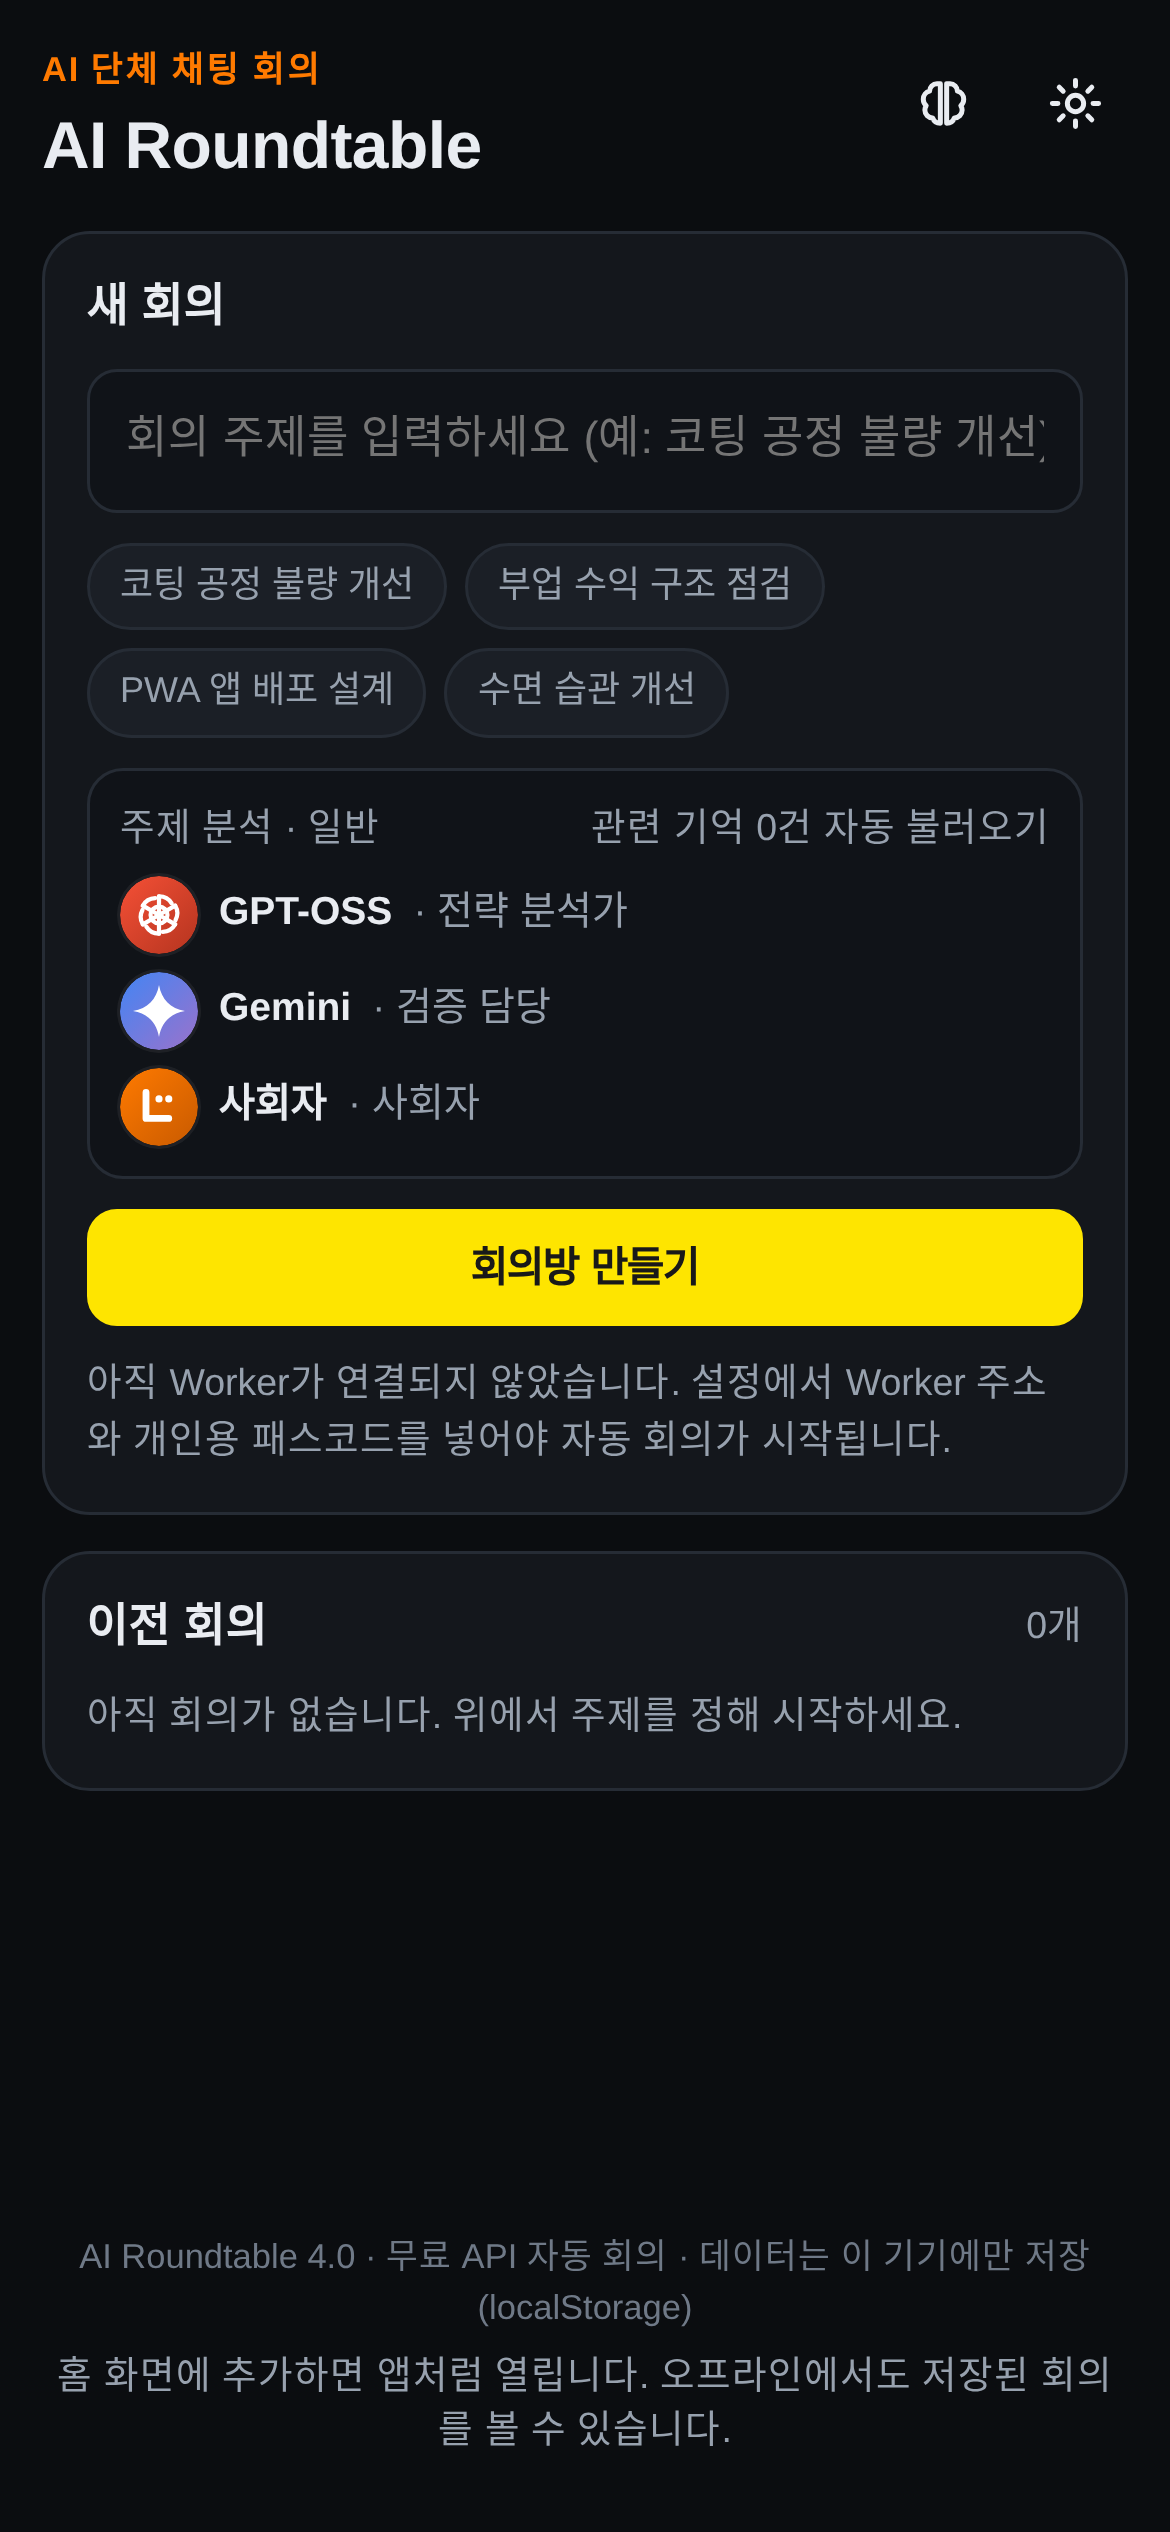 AI 단체 채팅 회의
AI Roundtable
새 회의
회의 주제를 입력하세요 (예: 코팅 공정 불량 개선)
코팅 공정 불량 개선
부업 수익 구조 점검
PWA 앱 배포 설계
수면 습관 개선
주제 분석 · 일반
관련 기억 0건 자동 불러오기
GPT-OSS · 전략 분석가
Gemini · 검증 담당
사회자 · 사회자
회의방 만들기
아직 Worker가 연결되지 않았습니다. 설정에서 Worker 주소
와 개인용 패스코드를 넣어야 자동 회의가 시작됩니다.
이전 회의
0개
아직 회의가 없습니다. 위에서 주제를 정해 시작하세요.
AI Roundtable 4.0 · 무료 API 자동 회의 · 데이터는 이 기기에만 저장
(localStorage)
홈 화면에 추가하면 앱처럼 열립니다. 오프라인에서도 저장된 회의
를 볼 수 있습니다.